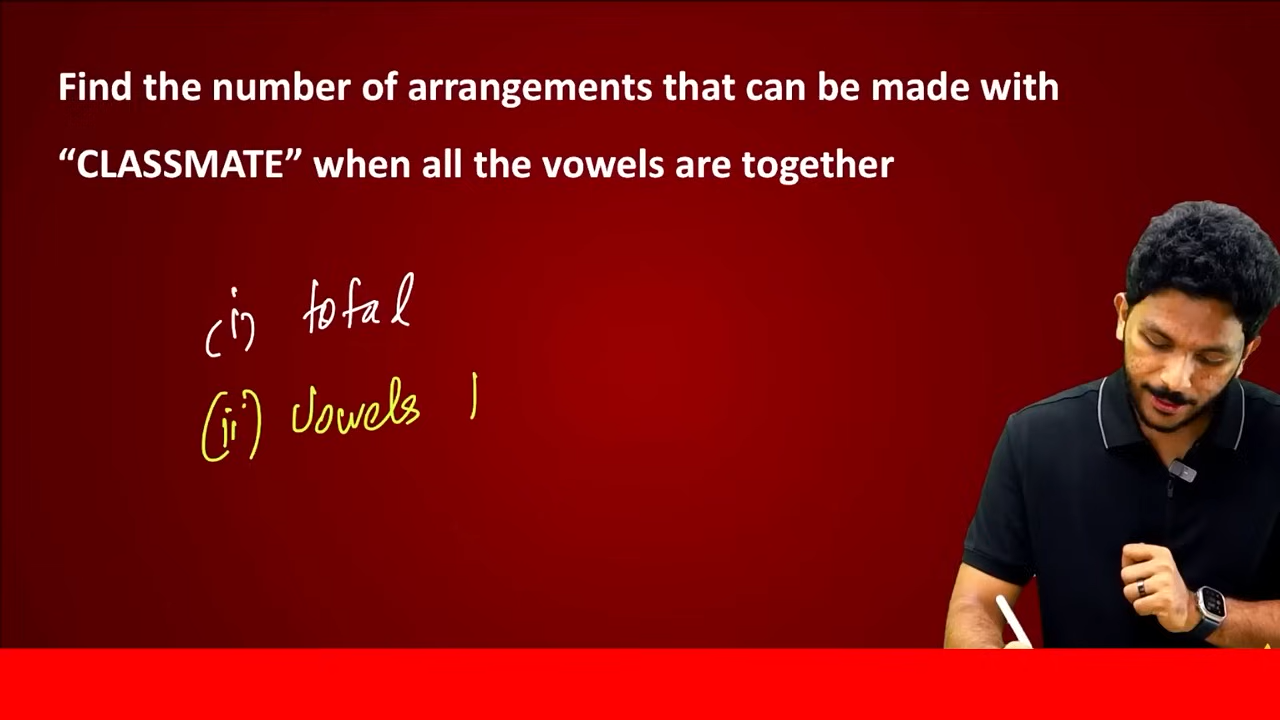 Find the number of arrangements that can be made with
“CLASSMATE” when all the vowels are together
(i) total
(ii) vowels